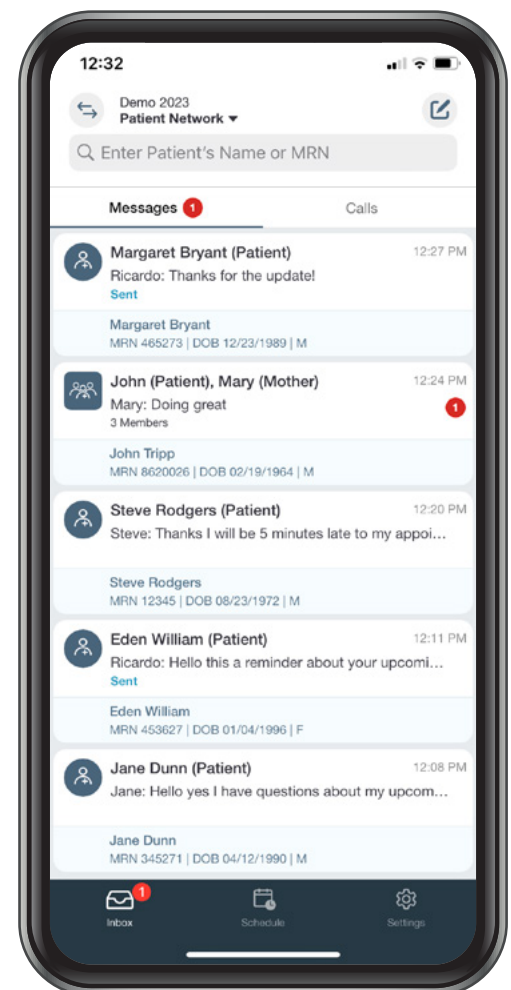 12:32
Demo 2023
Patient Network
Enter Patient's Name or MRN
Messages 1
Calls
Margaret Bryant (Patient) 12:27 PM
Ricardo: Thanks for the update!
Sent
Margaret Bryant
MRN 465273 | DOB 12/23/1989 | M
John (Patient), Mary (Mother) 12:24 PM
Mary: Doing great 1
3 Members
John Tripp
MRN 8620026 | DOB 02/19/1964 | M
Steve Rodgers (Patient) 12:20 PM
Steve: Thanks I will be 5 minutes late to my appoi...
Steve Rodgers
MRN 12345 | DOB 08/23/1972 | M
Eden William (Patient) 12:11 PM
Ricardo: Hello this a reminder about your upcomi...
Sent
Eden William
MRN 453627 | DOB 01/04/1996 | F
Jane Dunn (Patient) 12:08 PM
Jane: Hello yes I have questions about my upcom...
Jane Dunn
MRN 345271 | DOB 04/12/1990 | M
1
Inbox
Schedule
Settings